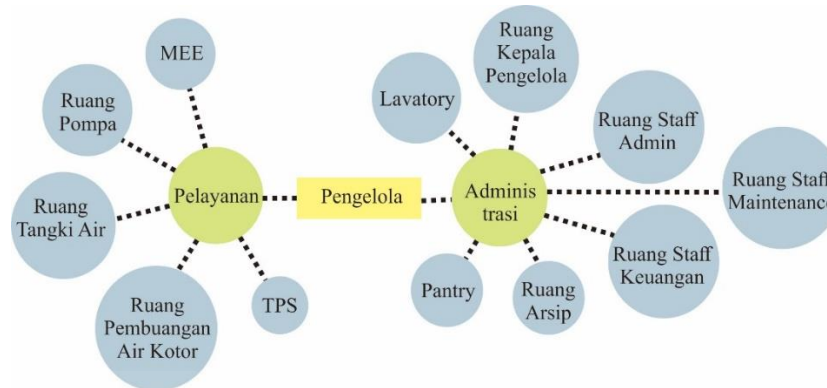 MEE
Ruang
Pompa
Pelayanan
Ruang
Tangki Air
Ruang
Pembuangan
Air Kotor
TPS
Pengelola
Lavatory
Ruang
Kepala
Pengelola
Ruang Staff
Admin
Adminis
trasi
Ruang Staff
Maintenance
Ruang Staff
Keuangan
Pantry
Ruang
Arsip